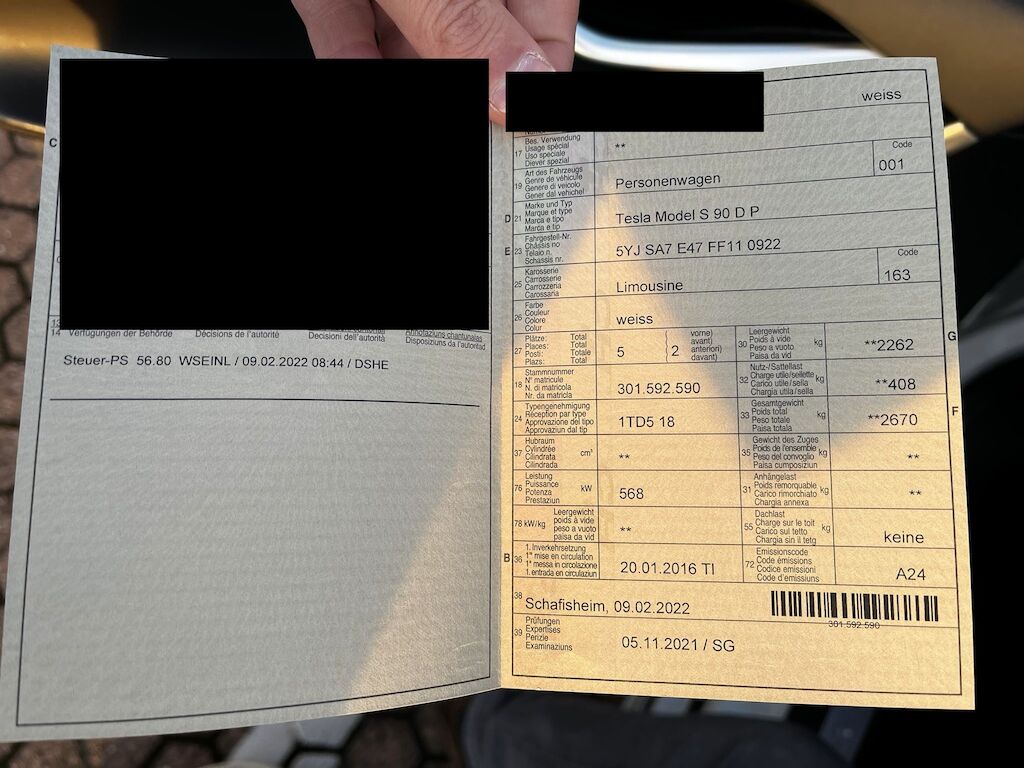 C
14 Verfügungen der Behörde Décisions de l'autorité Decisioni dell'autorità Disposiziuns da l'autoritad
Steuer-PS 56.80 WSEINL / 09.02.2022 08:44 / DSHE
weiss
17 Bes. Verwendung
Usage spécial
Uso speciale
Diever spezial
**
Code
001
19 Art des Fahrzeugs
Genre de véhicule
Genere di veicolo
Gener dal vehichel
Personenwagen
D 21 Marke und Typ
Marque et type
Marca e tipo
Marca e tip
Tesla Model S 90 D P
E 23 Fahrgestell-Nr.
Châssis no
Telaio n.
Schassis nr.
5YJ SA7 E47 FF11 0922
25 Karosserie
Carrosserie
Carrozzeria
Carossaria
Limousine
Code
163
26 Farbe
Couleur
Colore
Colur
weiss
27 Plätze: Total
Places: Total
Posti: Totale
Plazs: Total
5 ( 2 vorne)
avant)
anteriori)
davant)
G
30 Leergewicht
Poids à vide
Peso a vuoto
Paisa da vid
kg
**2262
18 Stammnummer
N° matricule
N. di matricola
Nr. da matricla
301.592.590
32 Nutz-/Sattellast
Charge utile/sellette
Carico utile/sella
Chargia utila/sella
kg
**408
24 Typengenehmigung
Réception par type
Approvazione del tipo
Approvaziun dal tip
1TD5 18
F
33 Gesamtgewicht
Poids total
Peso totale
Paisa totala
kg
**2670
37 Hubraum
Cylindrée
Cilindrata
Cilindrada
cm³
**
35 Gewicht des Zuges
Poids de l'ensemble
Peso del convoglio
Paisa cumposiziun
kg
**
76 Leistung
Puissance
Potenza
Prestaziun
kW
568
31 Anhängelast
Poids remorquable
Carico rimorchiato
Chargia annexa
kg
**
78 kW/kg Leergewicht
poids à vide
peso a vuoto
paisa da vid
**
55 Dachlast
Charge sur le toit
Carico sul tetto
Chargia sin il tetg
kg
keine
B 36 1. Inverkehrsetzung
1re mise en circulation
1a messa in circolazione
1. entrada en circulaziun
20.01.2016 TI
72 Emissionscode
Code émissions
Codice emissioni
Code d'emissiuns
A24
38 Schafisheim, 09.02.2022
301.592.590
39 Prüfungen
Expertises
Perizie
Examinaziuns
05.11.2021 / SG